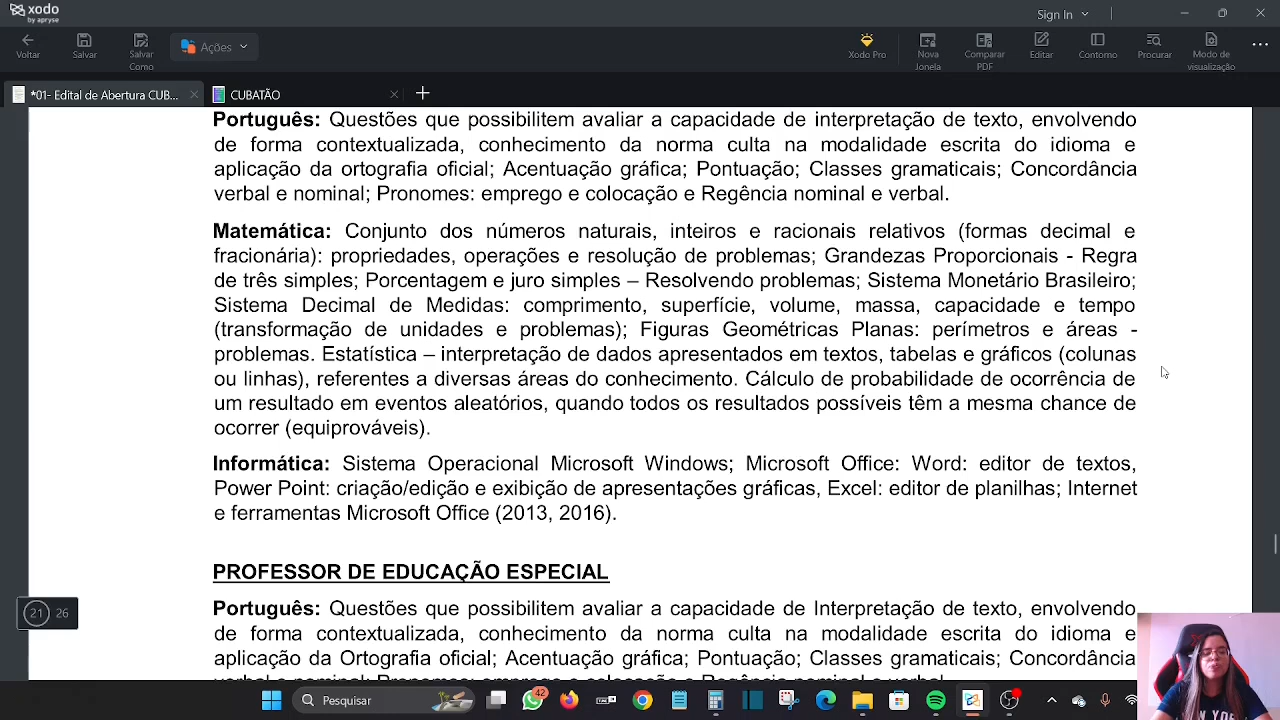 xodo
by apryse
Sign In
Voltar
Salvar
Salvar Como
Ações
Xodo Pro
Nova Janela
Comparar PDF
Editar
Contorno
Procurar
Modo de visualização
*01- Edital de Abertura CUB...
CUBATÃO
Português: Questões que possibilitem avaliar a capacidade de interpretação de texto, envolvendo
de forma contextualizada, conhecimento da norma culta na modalidade escrita do idioma e
aplicação da ortografia oficial; Acentuação gráfica; Pontuação; Classes gramaticais; Concordância
verbal e nominal; Pronomes: emprego e colocação e Regência nominal e verbal.
Matemática: Conjunto dos números naturais, inteiros e racionais relativos (formas decimal e
fracionária): propriedades, operações e resolução de problemas; Grandezas Proporcionais - Regra
de três simples; Porcentagem e juro simples – Resolvendo problemas; Sistema Monetário Brasileiro;
Sistema Decimal de Medidas: comprimento, superfície, volume, massa, capacidade e tempo
(transformação de unidades e problemas); Figuras Geométricas Planas: perímetros e áreas -
problemas. Estatística – interpretação de dados apresentados em textos, tabelas e gráficos (colunas
ou linhas), referentes a diversas áreas do conhecimento. Cálculo de probabilidade de ocorrência de
um resultado em eventos aleatórios, quando todos os resultados possíveis têm a mesma chance de
ocorrer (equiprováveis).
Informática: Sistema Operacional Microsoft Windows; Microsoft Office: Word: editor de textos,
Power Point: criação/edição e exibição de apresentações gráficas, Excel: editor de planilhas; Internet
e ferramentas Microsoft Office (2013, 2016).
PROFESSOR DE EDUCAÇÃO ESPECIAL
21 26
Português: Questões que possibilitem avaliar a capacidade de Interpretação de texto, envolvendo
de forma contextualizada, conhecimento da norma culta na modalidade escrita do idioma e
aplicação da Ortografia oficial; Acentuação gráfica; Pontuação; Classes gramaticais; Concordância
verbal e nominal; Pronomes: emprego e colocação e Regência nominal e verbal.
Pesquisar
42